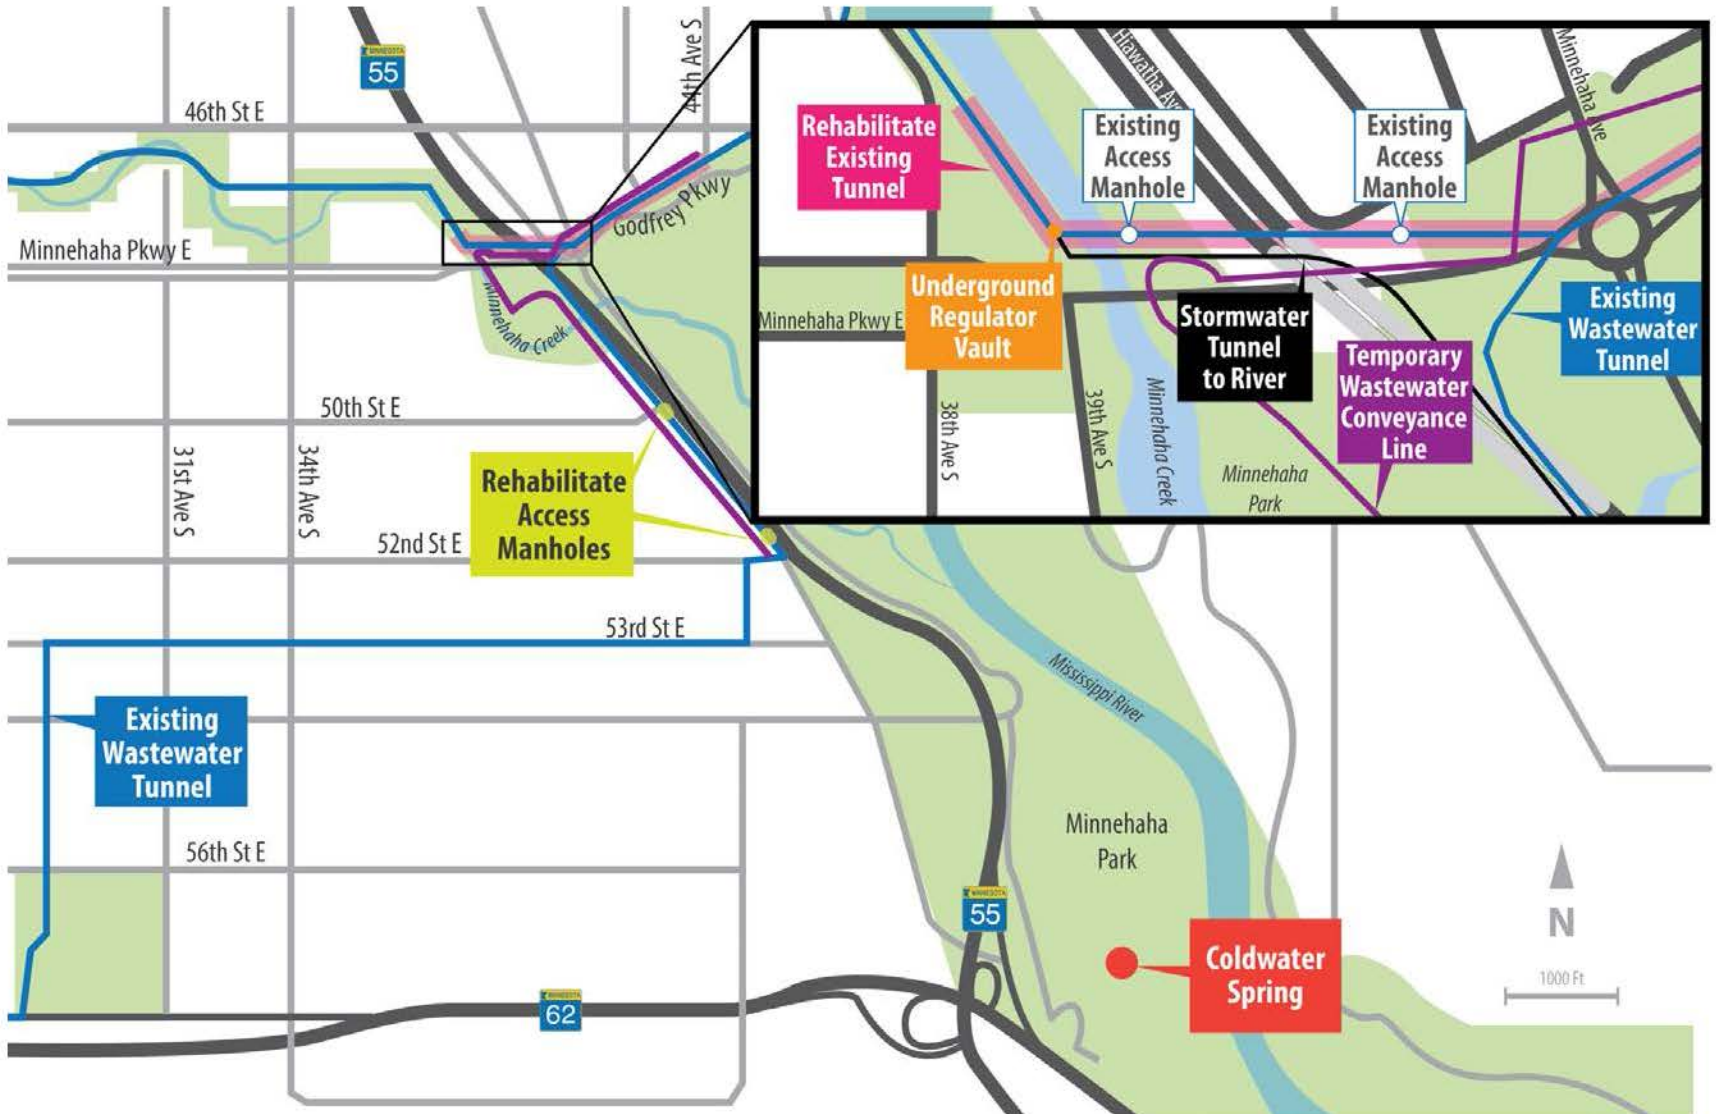 MINNESOTA
55
46th St E
44th Ave S
Godfrey Pkwy
Minnehaha Pkwy E
Minnehaha Creek
50th St E
31st Ave S
34th Ave S
Rehabilitate
Access
Manholes
52nd St E
53rd St E
Existing
Wastewater
Tunnel
56th St E
MINNESOTA
62
MINNESOTA
55
Mississippi River
Minnehaha
Park
Coldwater
Spring
N
1000 Ft
Hiawatha Ave
Minnehaha Ave
Rehabilitate
Existing
Tunnel
Existing
Access
Manhole
Existing
Access
Manhole
Underground
Regulator
Vault
Minnehaha Pkwy E
Stormwater
Tunnel
to River
Temporary
Wastewater
Conveyance
Line
Existing
Wastewater
Tunnel
38th Ave S
39th Ave S
Minnehaha Creek
Minnehaha
Park